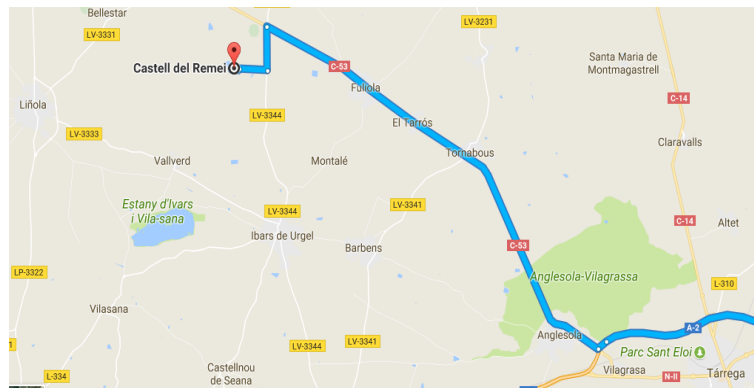 Bellestar
LV-3331
LV-3231
Castell del Remei
Santa Maria de
Montmagastrell
C-53
Fuliola
C-14
Liñola
LV-3344
El Tarrós
LV-3333
Claravalls
Vallverd
Montalé
Tornabous
Estany d'Ivars
i Vila-sana
LV-3344
LV-3341
C-14
Altet
Ibars de Urgel
Barbens
C-53
LP-3322
Anglesola-Vilagrassa
L-310
Vilasana
A-2
Anglesola
LV-3344
LV-3341
Parc Sant Eloi
Castellnou
de Seana
Vilagrasa
Tárrega
L-334
N-II